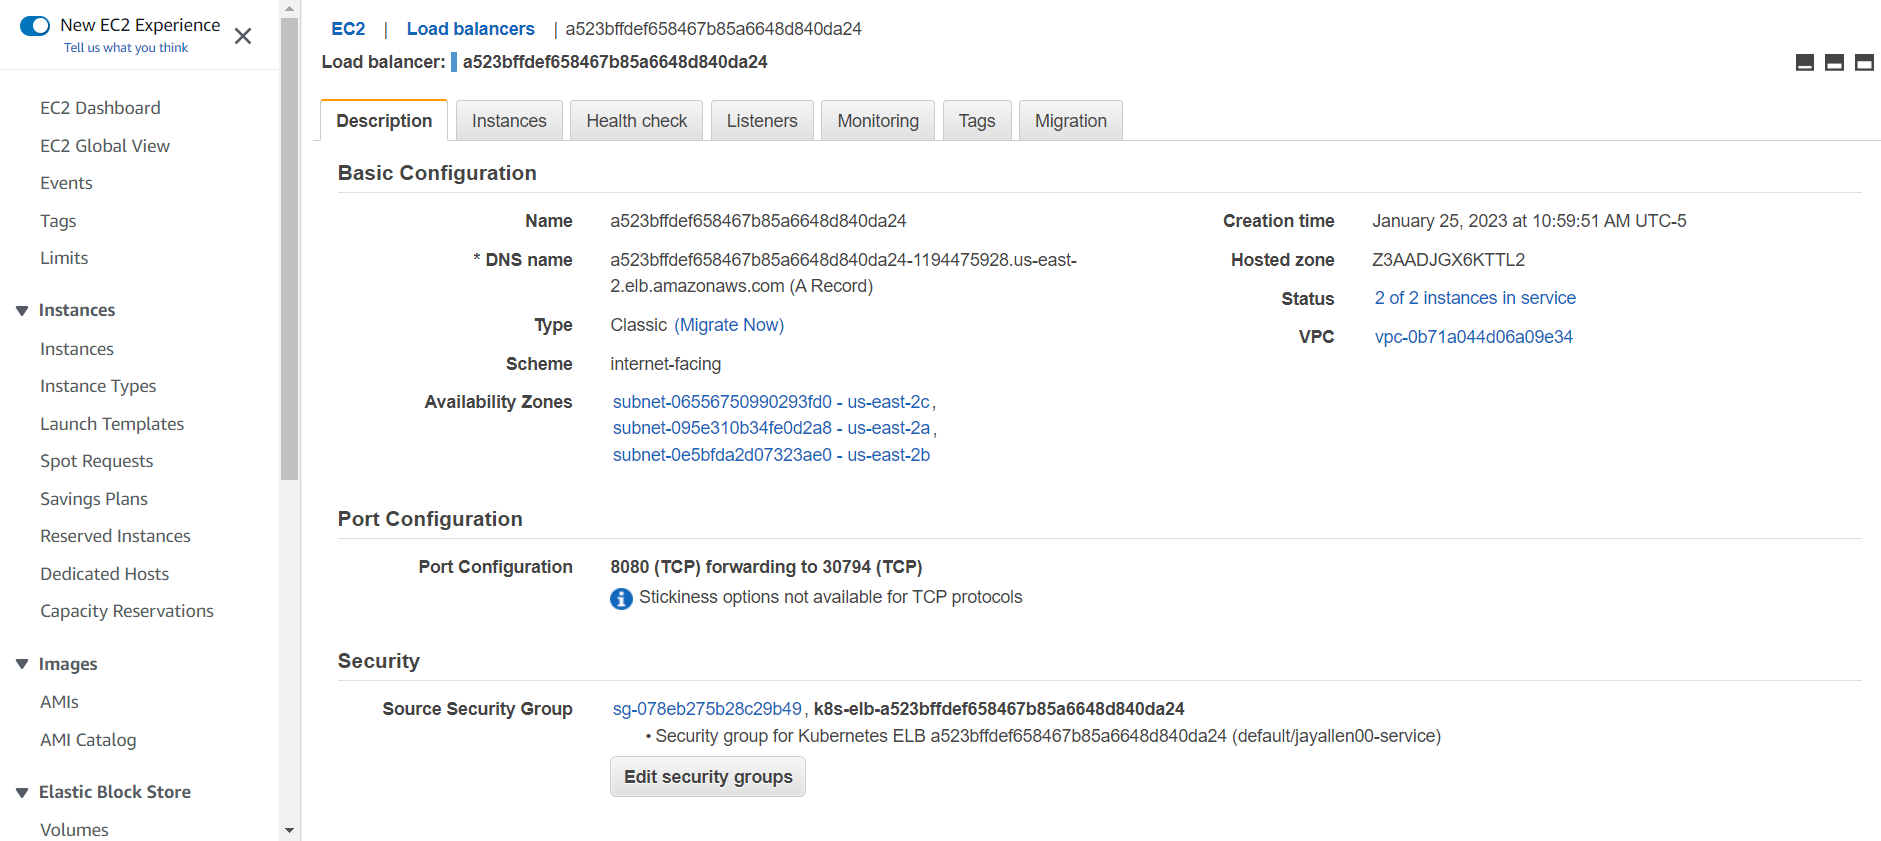 New EC2 Experience
Tell us what you think
EC2 Dashboard
EC2 Global View
Events
Tags
Limits
Instances
Instances
Instance Types
Launch Templates
Spot Requests
Savings Plans
Reserved Instances
Dedicated Hosts
Capacity Reservations
Images
AMIs
AMI Catalog
Elastic Block Store
Volumes
EC2 | Load balancers | a523bffdef658467b85a6648d840da24
Load balancer: a523bffdef658467b85a6648d840da24
Description Instances Health check Listeners Monitoring Tags Migration
Basic Configuration
Name a523bffdef658467b85a6648d840da24
* DNS name a523bffdef658467b85a6648d840da24-1194475928.us-east-
2.elb.amazonaws.com (A Record)
Type Classic (Migrate Now)
Scheme internet-facing
Availability Zones subnet-06556750990293fd0 - us-east-2c,
subnet-095e310b34fe0d2a8 - us-east-2a,
subnet-0e5bfda2d07323ae0 - us-east-2b
Creation time January 25, 2023 at 10:59:51 AM UTC-5
Hosted zone Z3AADJGX6KTTL2
Status 2 of 2 instances in service
VPC vpc-0b71a044d06a09e34
Port Configuration
Port Configuration 8080 (TCP) forwarding to 30794 (TCP)
Stickiness options not available for TCP protocols
Security
Source Security Group sg-078eb275b28c29b49, k8s-elb-a523bffdef658467b85a6648d840da24
• Security group for Kubernetes ELB a523bffdef658467b85a6648d840da24 (default/jayallen00-service)
Edit security groups